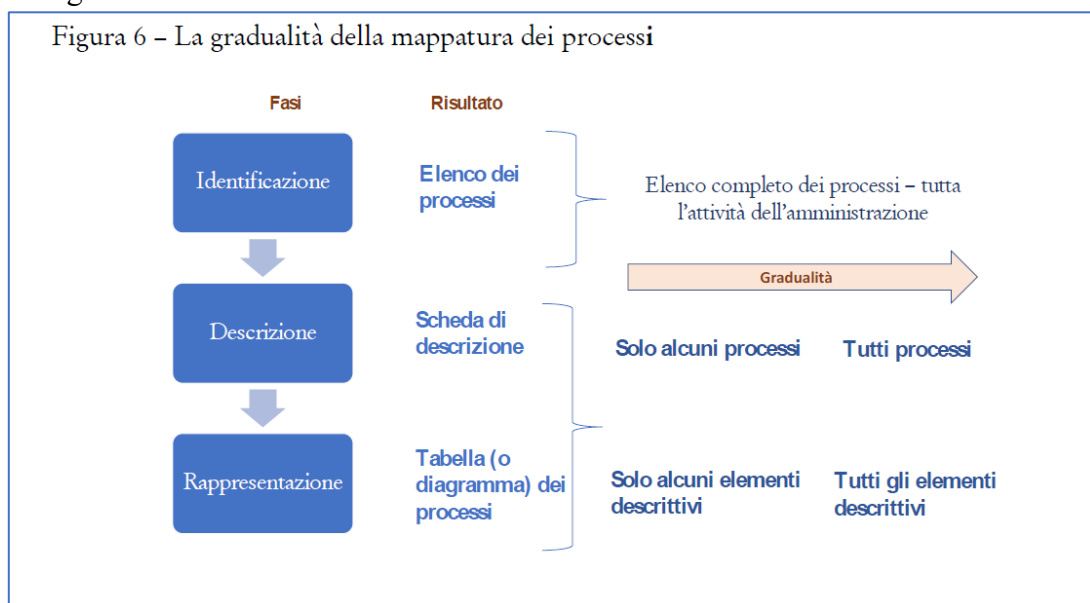 Figura 6 – La gradualità della mappatura dei processi
Fasi
Risultato
Identificazione
Elenco dei
processi
Elenco completo dei processi – tutta
l'attività dell'amministrazione
Gradualità
Descrizione
Scheda di
descrizione
Solo alcuni processi
Tutti processi
Rappresentazione
Tabella (o
diagramma) dei
processi
Solo alcuni elementi
descrittivi
Tutti gli elementi
descrittivi